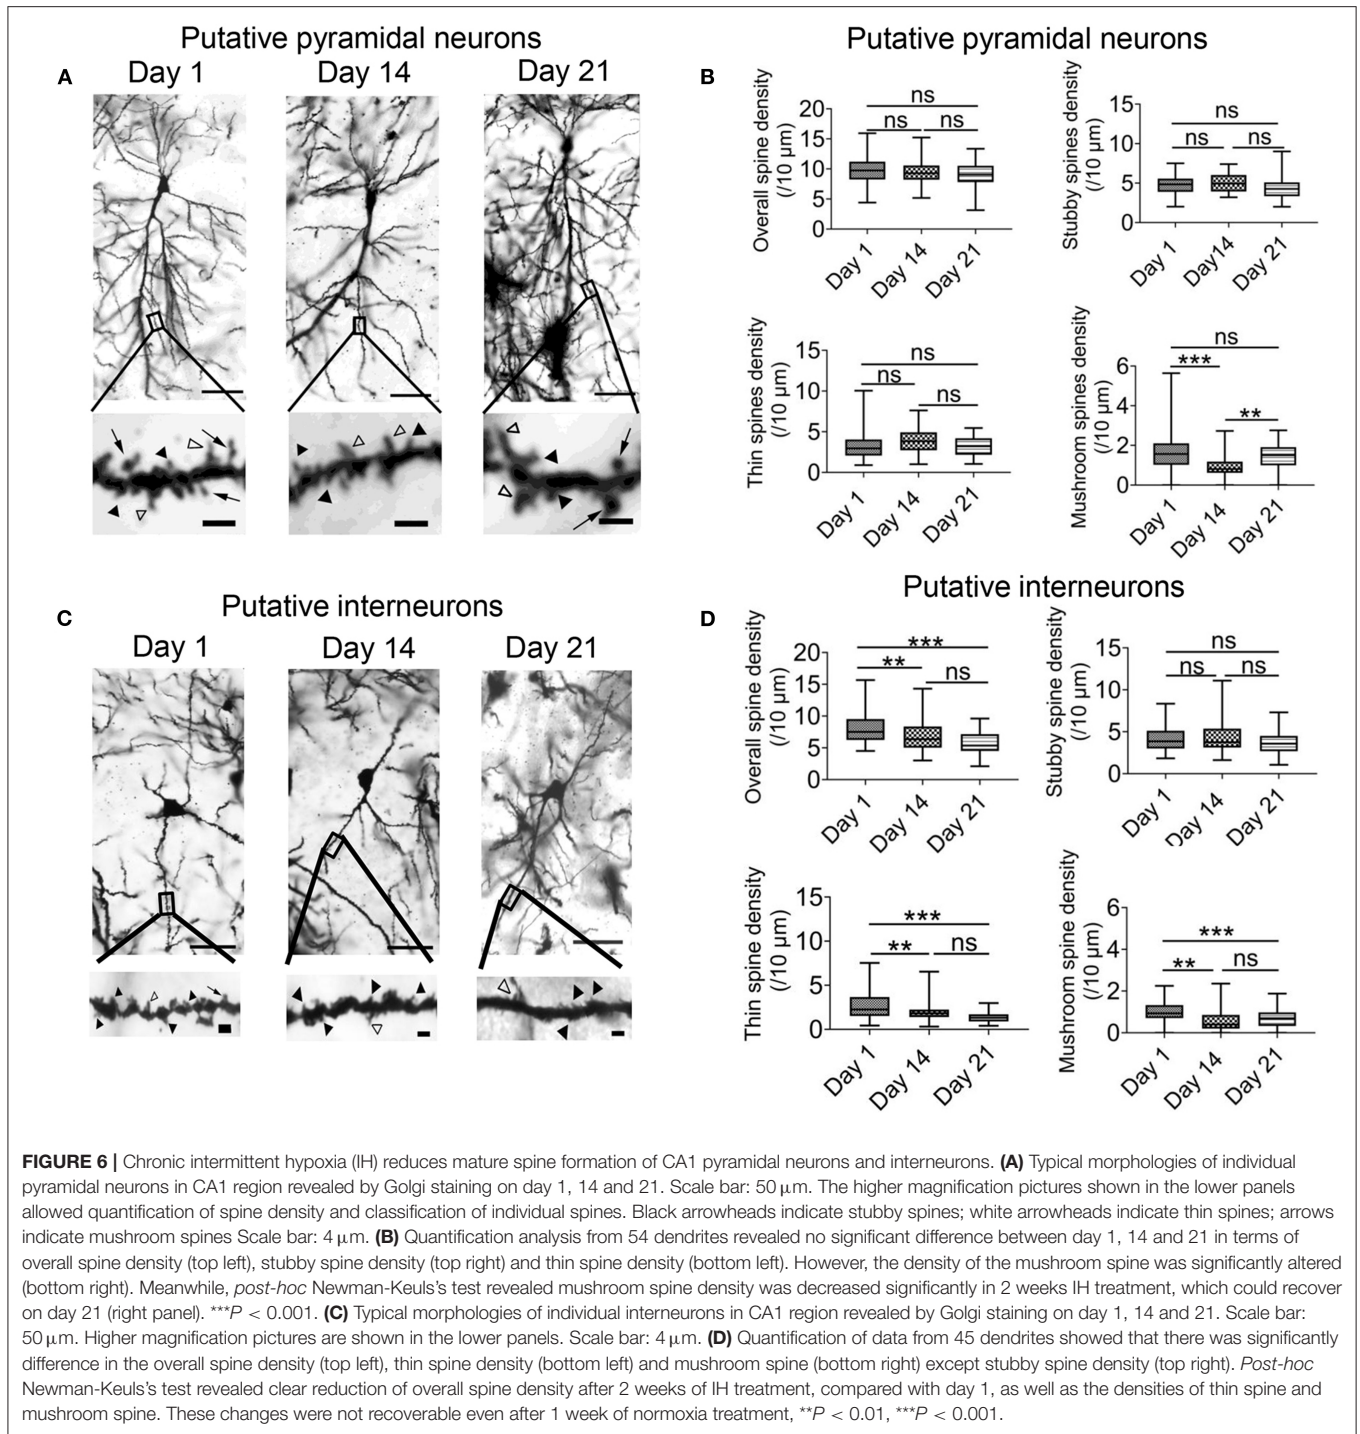 Putative pyramidal neurons
A
Day 1
Day 14
Day 21
Putative pyramidal neurons
B
Overall spine density
(/10 µm)
20
15
10
5
0
ns
ns
ns
Day 1
Day 14
Day 21
Stubby spines density
(/10 µm)
15
10
5
0
ns
ns
ns
Day 1
Day14
Day 21
Thin spines density
(/10 µm)
15
10
5
0
ns
ns
ns
Day 1
Day 14
Day 21
Mushroom spines density
(/10 µm)
6
4
2
0
ns
***
**
Day 1
Day 14
Day 21
Putative interneurons
C
Day 1
Day 14
Day 21
Putative interneurons
D
Overall spine density
(/10 µm)
20
15
10
5
0
***
**
ns
Day 1
Day 14
Day 21
Stubby spine density
(/10 µm)
15
10
5
0
ns
ns
ns
Day 1
Day 14
Day 21
Thin spine density
(/10 µm)
15
10
5
0
***
**
ns
Day 1
Day 14
Day 21
Mushroom spine density
(/10 µm)
6
4
2
0
***
**
ns
Day 1
Day 14
Day 21
FIGURE 6 | Chronic intermittent hypoxia (IH) reduces mature spine formation of CA1 pyramidal neurons and interneurons. (A) Typical morphologies of individual
pyramidal neurons in CA1 region revealed by Golgi staining on day 1, 14 and 21. Scale bar: 50 µm. The higher magnification pictures shown in the lower panels
allowed quantification of spine density and classification of individual spines. Black arrowheads indicate stubby spines; white arrowheads indicate thin spines; arrows
indicate mushroom spines Scale bar: 4 µm. (B) Quantification analysis from 54 dendrites revealed no significant difference between day 1, 14 and 21 in terms of
overall spine density (top left), stubby spine density (top right) and thin spine density (bottom left). However, the density of the mushroom spine was significantly altered
(bottom right). Meanwhile, post-hoc Newman-Keuls's test revealed mushroom spine density was decreased significantly in 2 weeks IH treatment, which could recover
on day 21 (right panel). ***P < 0.001. (C) Typical morphologies of individual interneurons in CA1 region revealed by Golgi staining on day 1, 14 and 21. Scale bar:
50 µm. Higher magnification pictures are shown in the lower panels. Scale bar: 4 µm. (D) Quantification of data from 45 dendrites showed that there was significantly
difference in the overall spine density (top left), thin spine density (bottom left) and mushroom spine (bottom right) except stubby spine density (top right). Post-hoc
Newman-Keuls's test revealed clear reduction of overall spine density after 2 weeks of IH treatment, compared with day 1, as well as the densities of thin spine and
mushroom spine. These changes were not recoverable even after 1 week of normoxia treatment, **P < 0.01, ***P < 0.001.